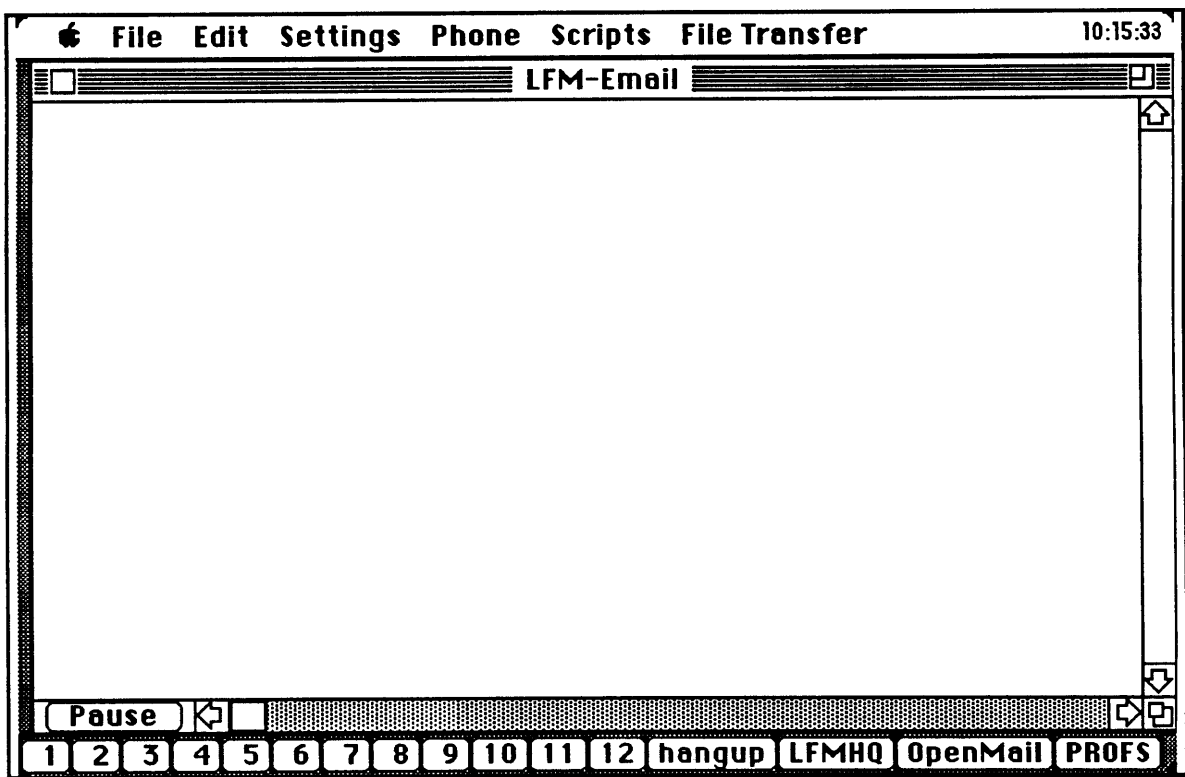 File Edit Settings Phone Scripts File Transfer 10:15:33
LFM-Email
Pause
1 2 3 4 5 6 7 8 9 10 11 12 hangup LFMHQ OpenMail PROFS